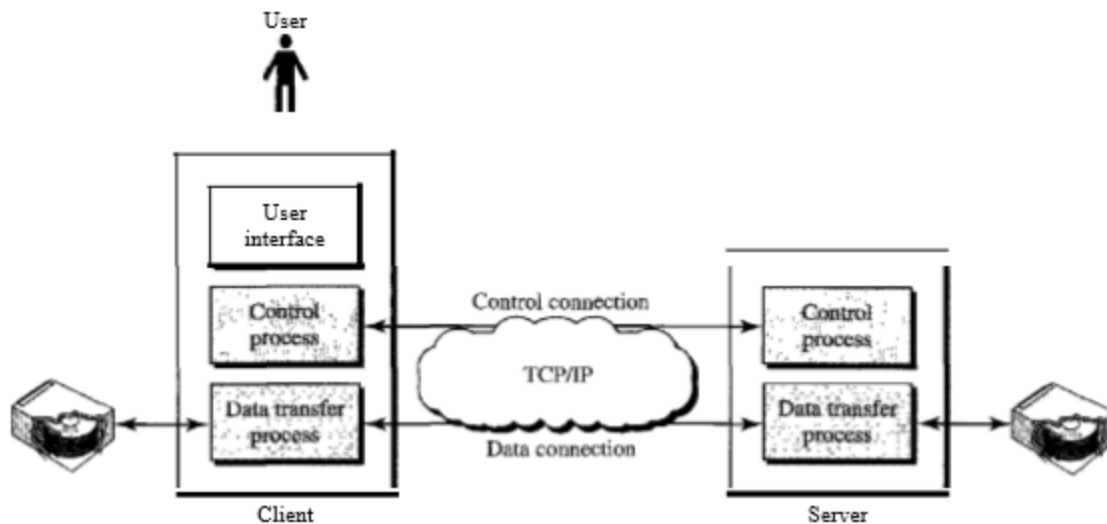 User
User
interface
Control
process
Data transfer
process
Client
Control connection
TCP/IP
Data connection
Control
process
Data transfer
process
Server